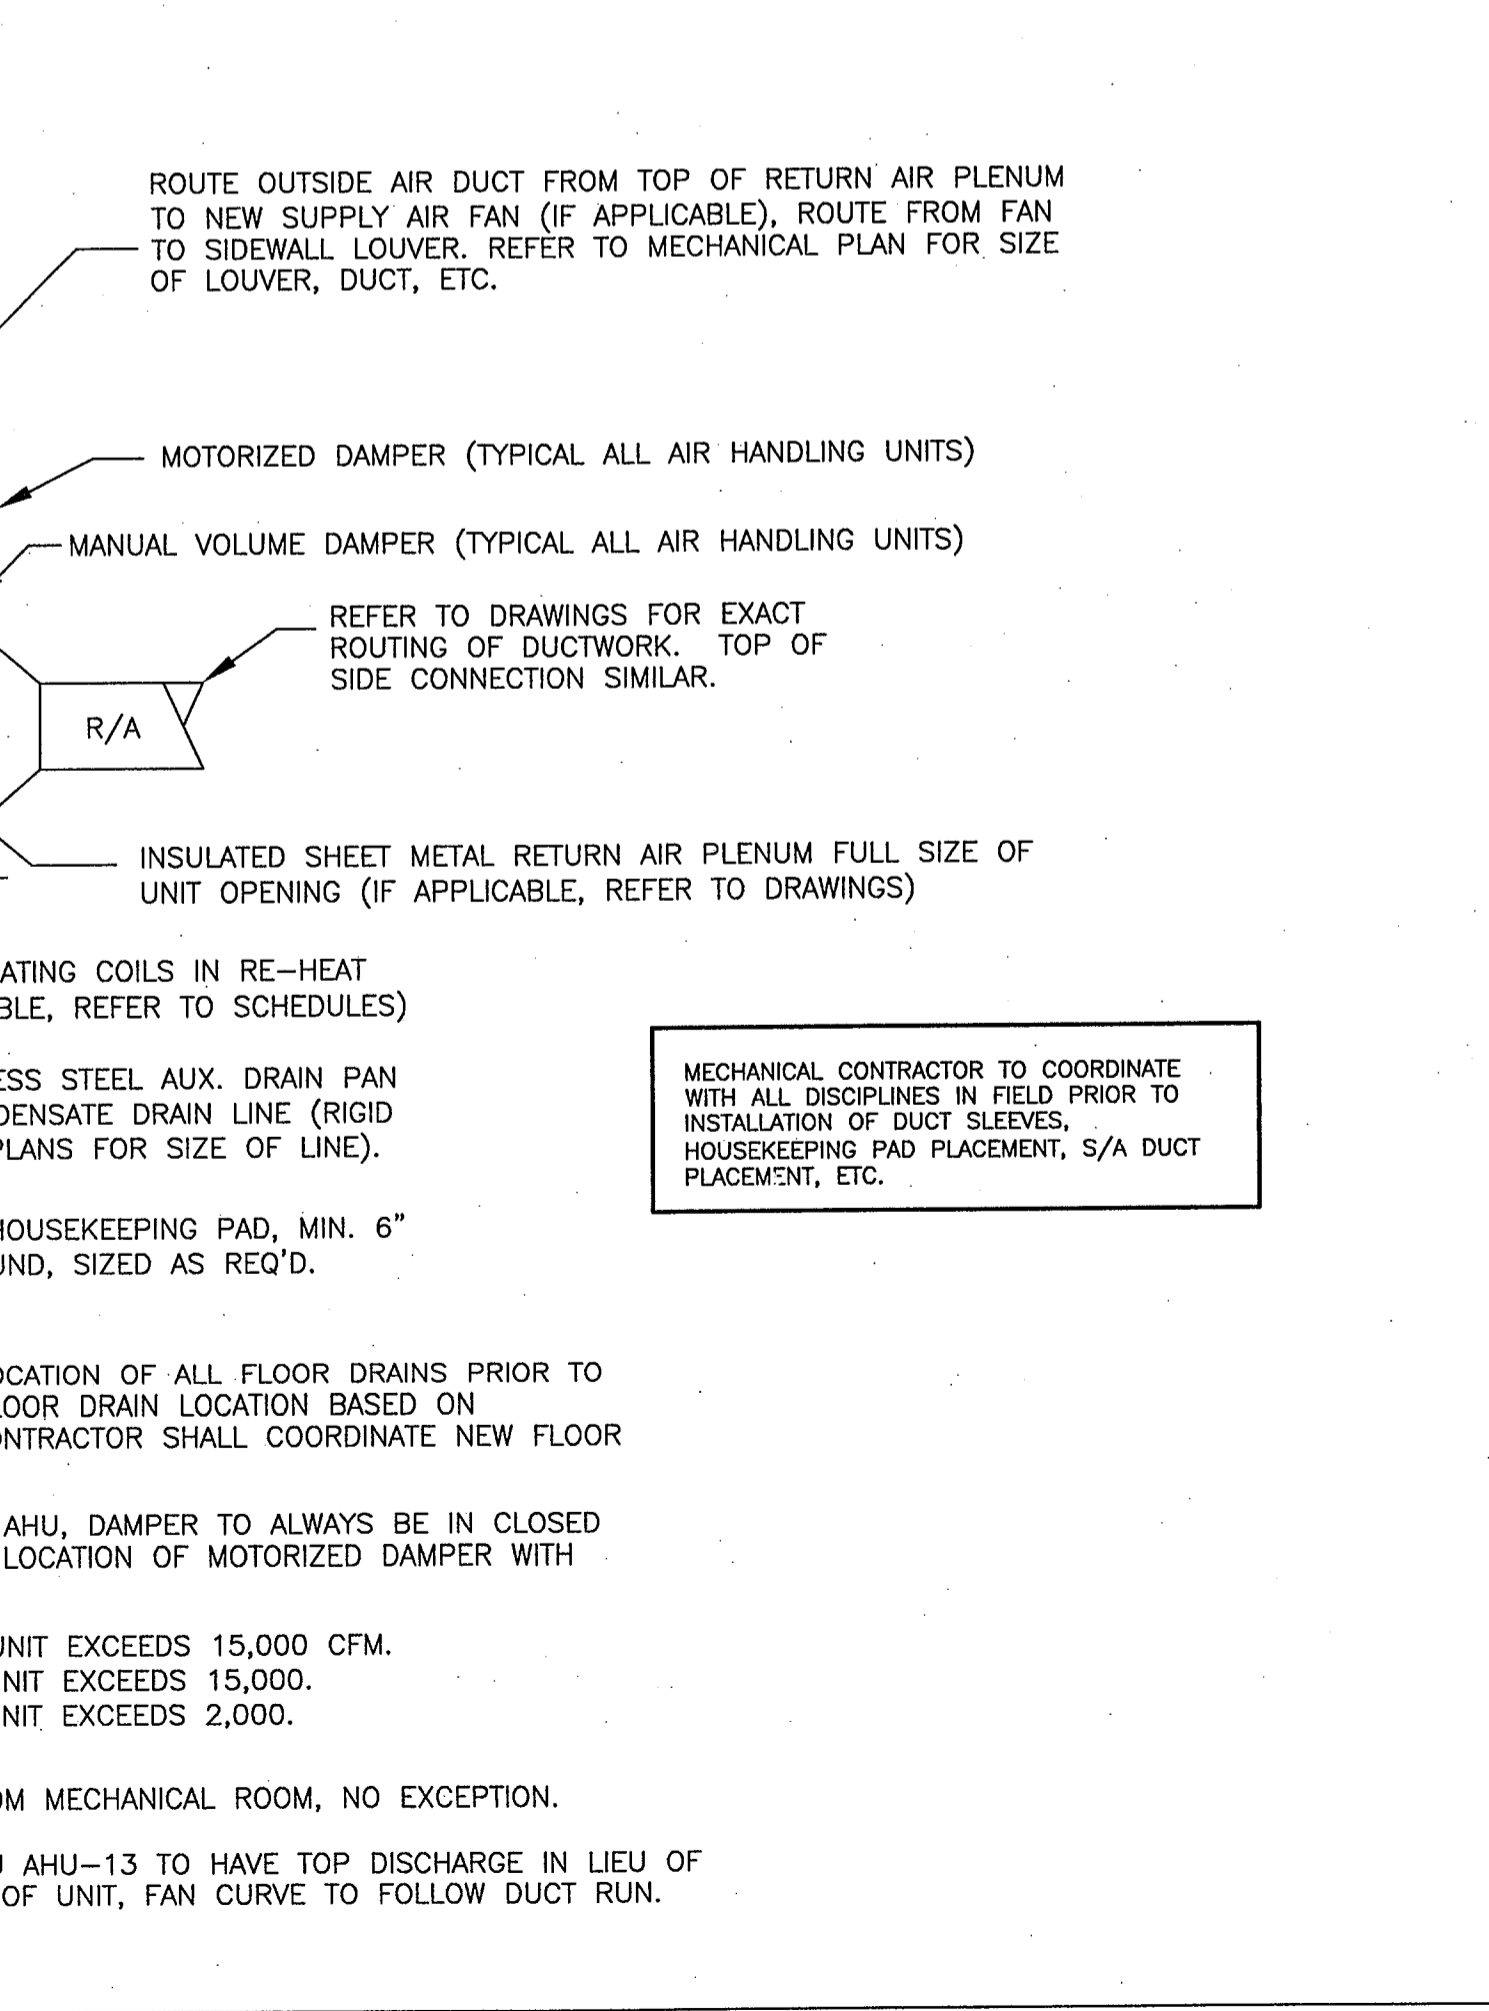 ROUTE OUTSIDE AIR DUCT FROM TOP OF RETURN AIR PLENUM
TO NEW SUPPLY AIR FAN (IF APPLICABLE), ROUTE FROM FAN
TO SIDEWALL LOUVER. REFER TO MECHANICAL PLAN FOR SIZE
OF LOUVER, DUCT, ETC.
MOTORIZED DAMPER (TYPICAL ALL AIR HANDLING UNITS)
MANUAL VOLUME DAMPER (TYPICAL ALL AIR HANDLING UNITS)
REFER TO DRAWINGS FOR EXACT
ROUTING OF DUCTWORK. TOP OF
SIDE CONNECTION SIMILAR.
R/A
INSULATED SHEET METAL RETURN AIR PLENUM FULL SIZE OF
UNIT OPENING (IF APPLICABLE, REFER TO DRAWINGS)
ATING COILS IN RE-HEAT
BLE, REFER TO SCHEDULES)
ESS STEEL AUX. DRAIN PAN
DENSATE DRAIN LINE (RIGID
PLANS FOR SIZE OF LINE).
MECHANICAL CONTRACTOR TO COORDINATE
WITH ALL DISCIPLINES IN FIELD PRIOR TO
INSTALLATION OF DUCT SLEEVES,
HOUSEKEEPING PAD PLACEMENT, S/A DUCT
PLACEMENT, ETC.
HOUSEKEEPING PAD, MIN. 6"
UND, SIZED AS REQ'D.
OCATION OF ALL FLOOR DRAINS PRIOR TO
LOOR DRAIN LOCATION BASED ON
ONTRACTOR SHALL COORDINATE NEW FLOOR
AHU, DAMPER TO ALWAYS BE IN CLOSED
LOCATION OF MOTORIZED DAMPER WITH
UNIT EXCEEDS 15,000 CFM.
NIT EXCEEDS 15,000.
NIT EXCEEDS 2,000.
OM MECHANICAL ROOM, NO EXCEPTION.
AHU-13 TO HAVE TOP DISCHARGE IN LIEU OF
OF UNIT, FAN CURVE TO FOLLOW DUCT RUN.